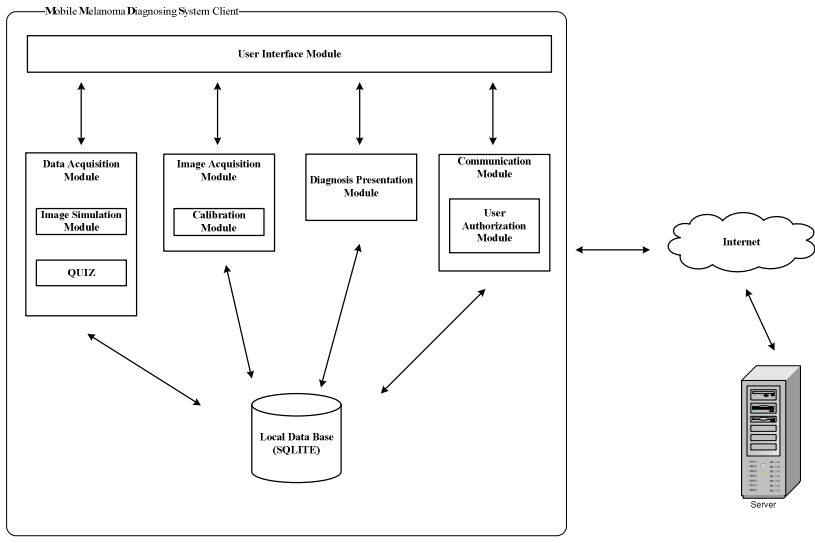 Mobile Melanoma Diagnosing System Client
User Interface Module
Data Acquisition
Module
Image Simulation
Module
QUIZ
Image Acquisition
Module
Calibration
Module
Diagnosis Presentation
Module
Communication
Module
User
Authorization
Module
Internet
Local Data Base
(SQLITE)
Server